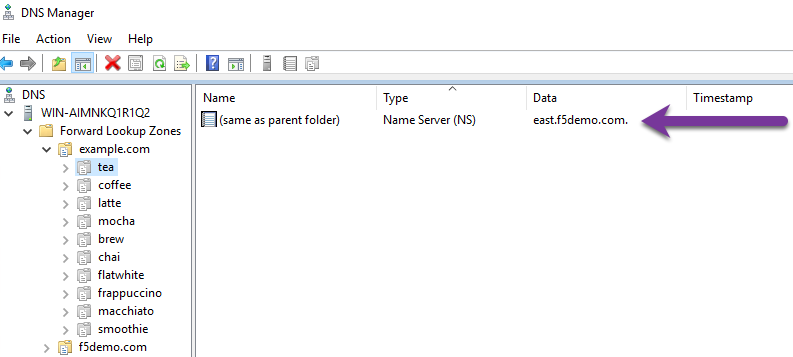 DNS Manager
File Action View Help
DNS
WIN-AIMNKQ1R1Q2
Forward Lookup Zones
example.com
tea
coffee
latte
mocha
brew
chai
flatwhite
frappuccino
macchiato
smoothie
f5demo.com
Name Type Data Timestamp
(same as parent folder) Name Server (NS) east.f5demo.com.